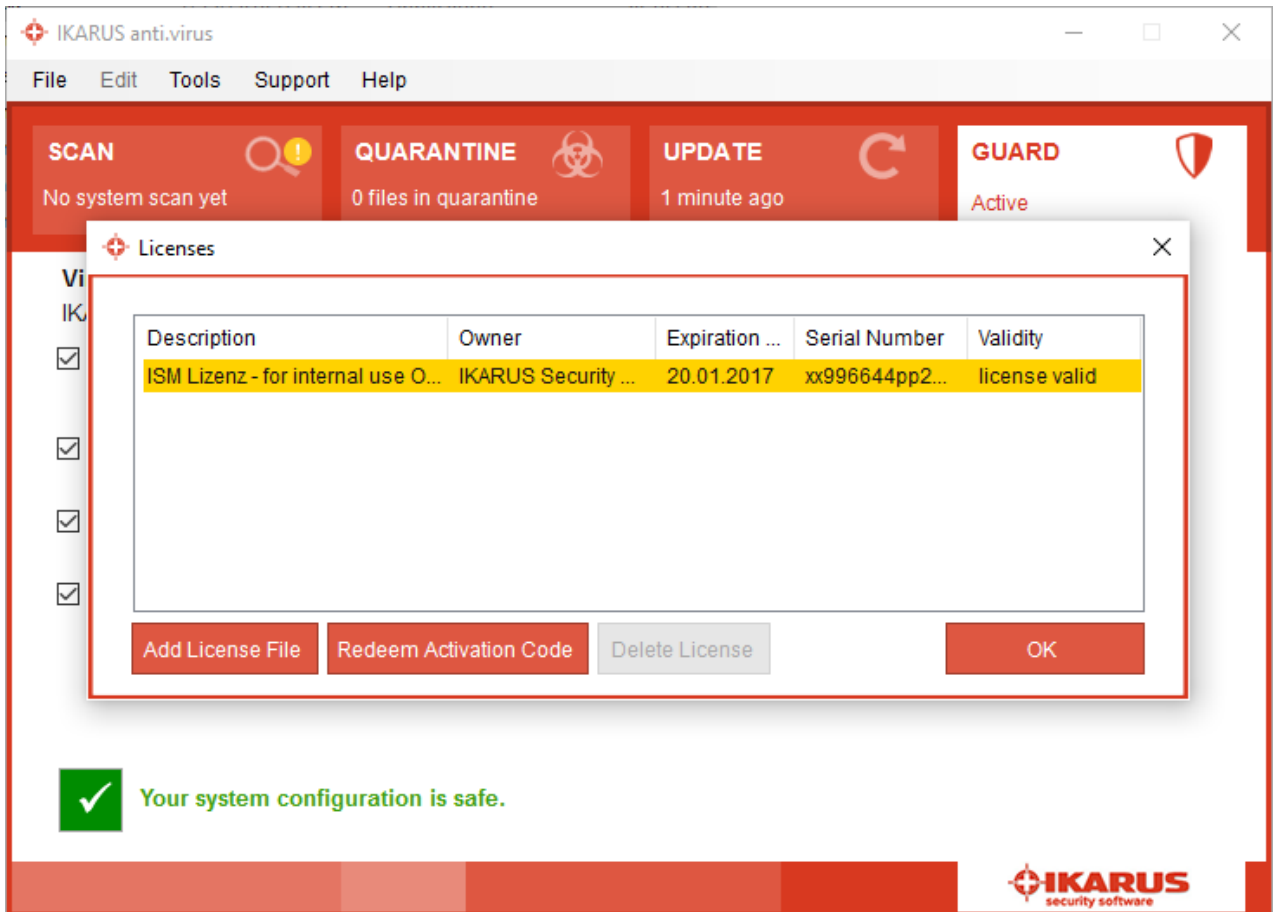 IKARUS anti.virus
File Edit Tools Support Help
SCAN QUARANTINE UPDATE GUARD
No system scan yet 0 files in quarantine 1 minute ago Active
Licenses
Vi
IK
Description Owner Expiration ... Serial Number Validity
ISM Lizenz - for internal use O... IKARUS Security ... 20.01.2017 xx996644pp2... license valid
Add License File Redeem Activation Code Delete License OK
Your system configuration is safe.
IKARUS
security software